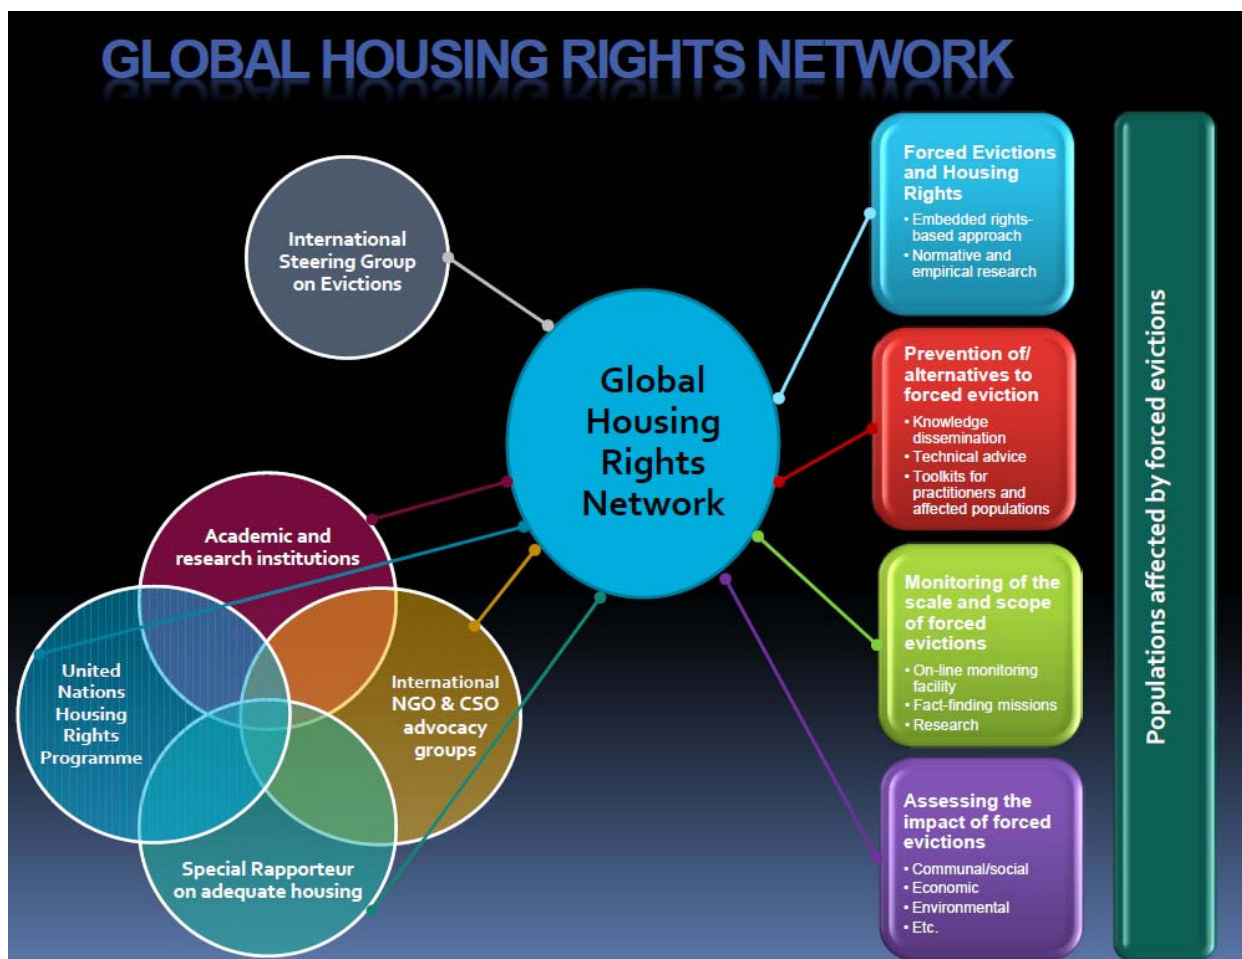 GLOBAL HOUSING RIGHTS NETWORK
International
Steering Group
on Evictions
Global
Housing
Rights
Network
Academic and
research institutions
United
Nations
Housing
Rights
Programme
International
NGO & CSO
advocacy
groups
Special Rapporteur
on adequate housing
Forced Evictions
and Housing
Rights
• Embedded rights-
based approach
• Normative and
empirical research
Prevention of/
alternatives to
forced eviction
• Knowledge
dissemination
• Technical advice
• Toolkits for
practitioners and
affected populations
Monitoring of the
scale and scope
of forced
evictions
• On-line monitoring
facility
• Fact-finding missions
• Research
Assessing the
impact of forced
evictions
• Communal/social
• Economic
• Environmental
• Etc.
Populations affected by forced evictions